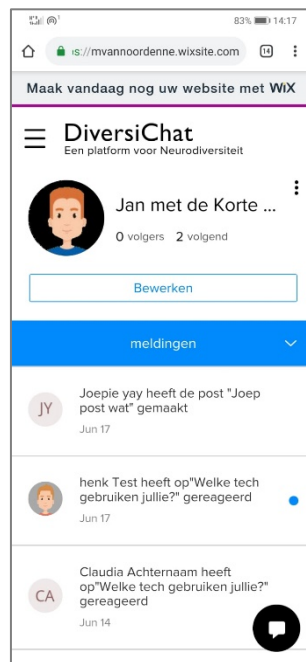 83% 14:17
s://mvannoordenne.wixsite.com 14
Maak vandaag nog uw website met WiX
DiversiChat
Een platform voor Neurodiversiteit
Jan met de Korte ...
0 volgers 2 volgend
Bewerken
meldingen
JY
Joepie yay heeft de post "Joep
post wat" gemaakt
Jun 17
henk Test heeft op"Welke tech
gebruiken jullie?" gereageerd
Jun 17
CA
Claudia Achternaam heeft
op"Welke tech gebruiken jullie?"
gereageerd
Jun 14